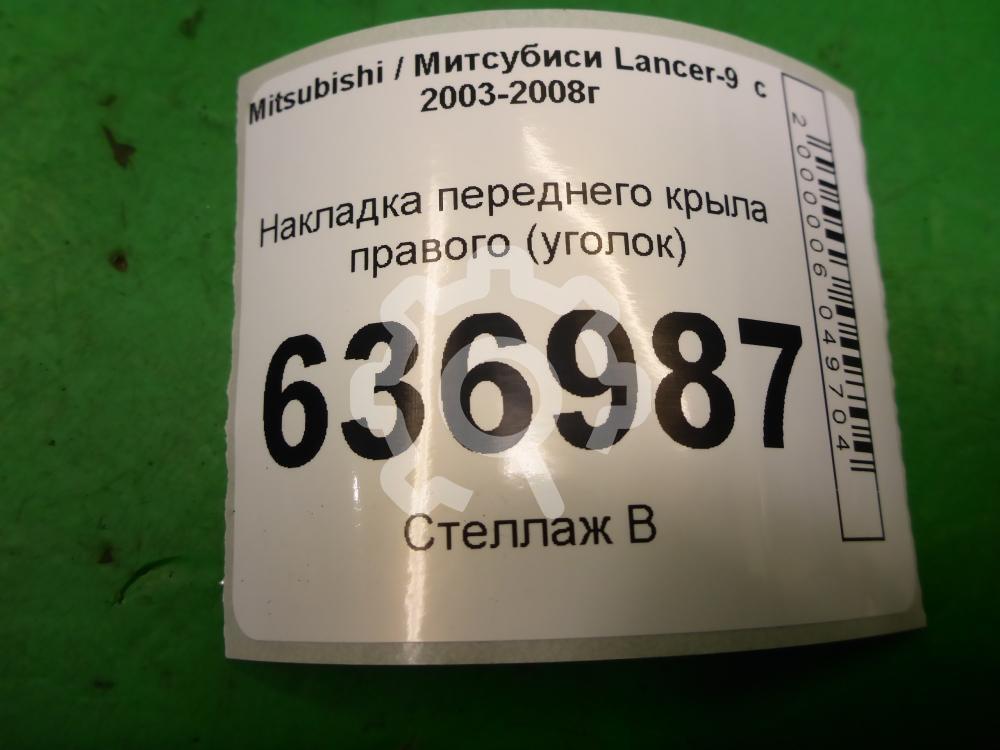 Mitsubishi / Митсубиси Lancer-9 с
2003-2008г
Накладка переднего крыла
правого (уголок)
636987
Стеллаж В
2000006049704